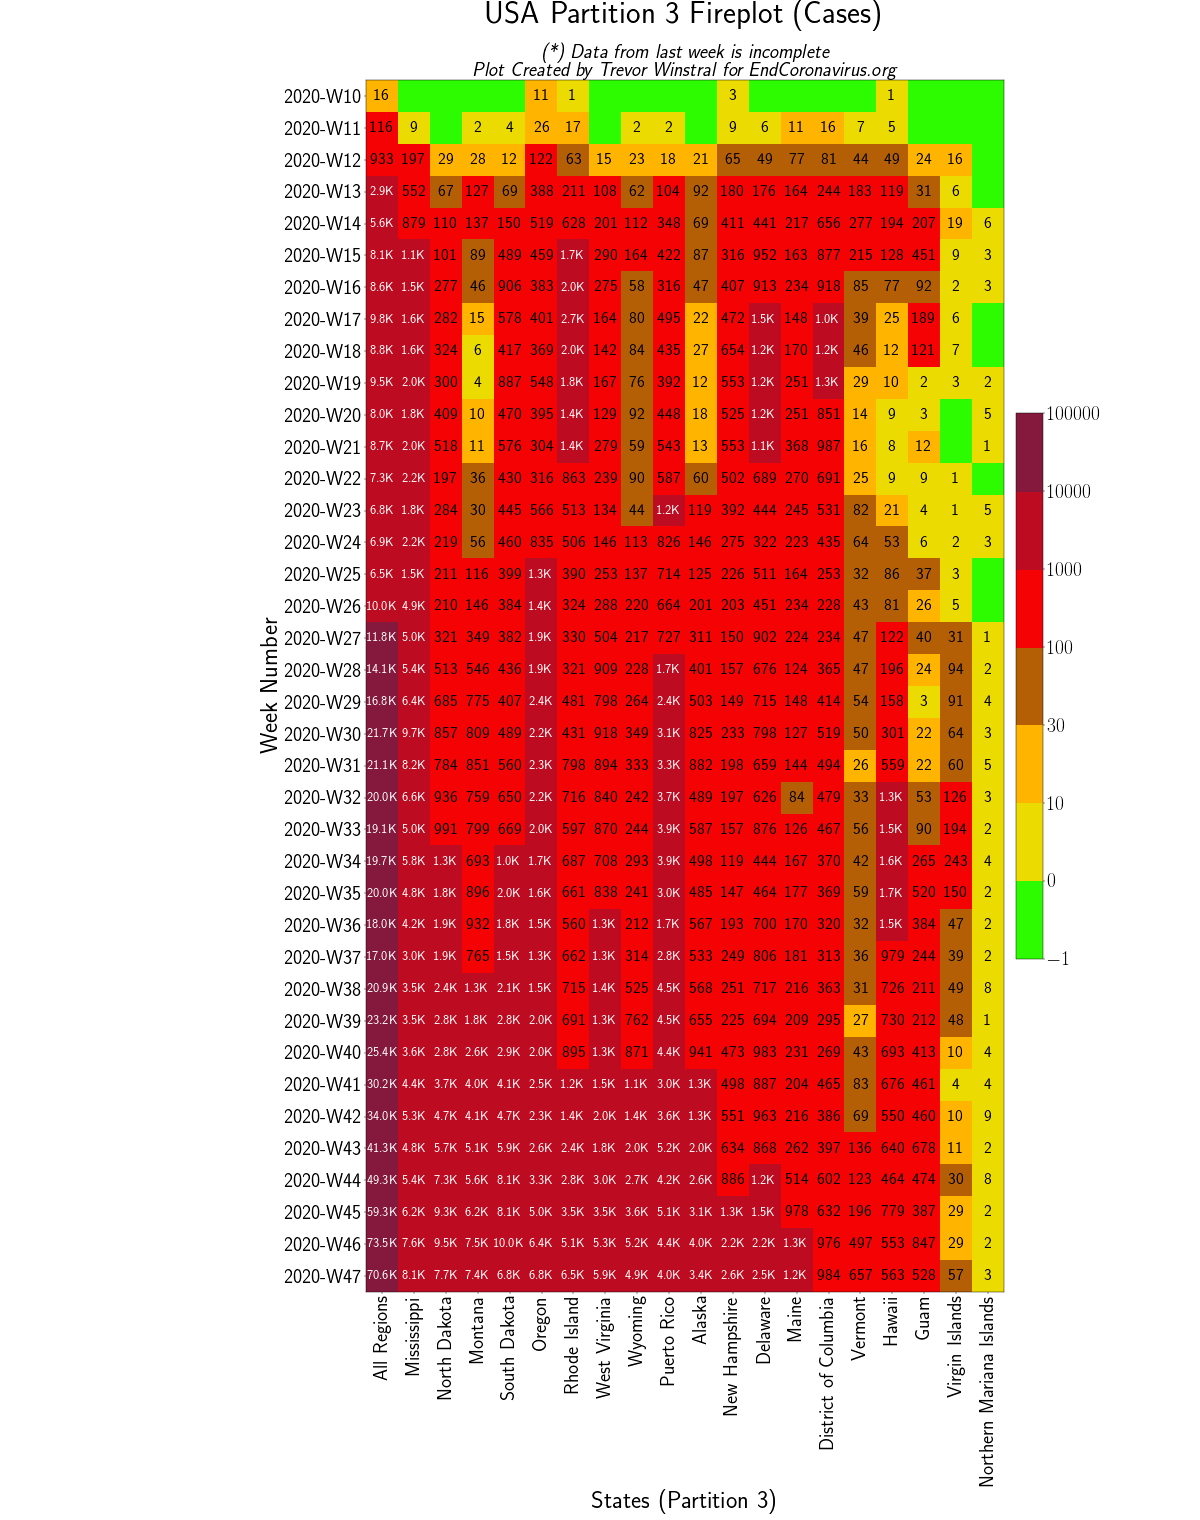 USA Partition 3 Fireplot (Cases)
(*) Data from last week is incomplete
Plot Created by Trevor Winstral for EndCoronavirus.org
2020-W10 16 11 1 3 1
2020-W11 116 9 2 4 26 17 2 2 9 6 11 16 7 5
2020-W12 933 197 29 28 12 122 63 15 23 18 21 65 49 77 81 44 49 24 16
2020-W13 2.9K 552 67 127 69 388 211 108 62 104 92 180 176 164 244 183 119 31 6
2020-W14 5.6K 879 110 137 150 519 628 201 112 348 69 411 441 217 656 277 194 207 19 6
2020-W15 8.1K 1.1K 101 89 489 459 1.7K 290 164 422 87 316 952 163 877 215 128 451 9 3
2020-W16 8.6K 1.5K 277 46 906 383 2.0K 275 58 316 47 407 913 234 918 85 77 92 2 3
2020-W17 9.8K 1.6K 282 15 578 401 2.7K 164 80 495 22 472 1.5K 148 1.0K 39 25 189 6
2020-W18 8.8K 1.6K 324 6 417 369 2.0K 142 84 435 27 654 1.2K 170 1.2K 46 12 121 7
2020-W19 9.5K 2.0K 300 4 887 548 1.8K 167 76 392 12 553 1.2K 251 1.3K 29 10 2 3 2
2020-W20 8.0K 1.8K 409 10 470 395 1.4K 129 92 448 18 525 1.2K 251 851 14 9 3 5
2020-W21 8.7K 2.0K 518 11 576 304 1.4K 279 59 543 13 553 1.1K 368 987 16 8 12 1
2020-W22 7.3K 2.2K 197 36 430 316 863 239 90 587 60 502 689 270 691 25 9 9 1
2020-W23 6.8K 1.8K 284 30 445 566 513 134 44 1.2K 119 392 444 245 531 82 21 4 1 5
2020-W24 6.9K 2.2K 219 56 460 835 506 146 113 826 146 275 322 223 435 64 53 6 2 3
2020-W25 6.5K 1.5K 211 116 399 1.3K 390 253 137 714 125 226 511 164 253 32 86 37 3
2020-W26 10.0K 4.9K 210 146 384 1.4K 324 288 220 664 201 203 451 234 228 43 81 26 5
2020-W27 11.8K 5.0K 321 349 382 1.9K 330 504 217 727 311 150 902 224 234 47 122 40 31 1
2020-W28 14.1K 5.4K 513 546 436 1.9K 321 909 228 1.7K 401 157 676 124 365 47 196 24 94 2
2020-W29 16.8K 6.4K 685 775 407 2.4K 481 798 264 2.4K 503 149 715 148 414 54 158 3 91 4
2020-W30 21.7K 9.7K 857 809 489 2.2K 431 918 349 3.1K 825 233 798 127 519 50 301 22 64 3
2020-W31 21.1K 8.2K 784 851 560 2.3K 798 894 333 3.3K 882 198 659 144 494 26 559 22 60 5
2020-W32 20.0K 6.6K 936 759 650 2.2K 716 840 242 3.7K 489 197 626 84 479 33 1.3K 53 126 3
2020-W33 19.1K 5.0K 991 799 669 2.0K 597 870 244 3.9K 587 157 876 126 467 56 1.5K 90 194 2
2020-W34 19.7K 5.8K 1.3K 693 1.0K 1.7K 687 708 293 3.9K 498 119 444 167 370 42 1.6K 265 243 4
2020-W35 20.0K 4.8K 1.8K 896 2.0K 1.6K 661 838 241 3.0K 485 147 464 177 369 59 1.7K 520 150 2
2020-W36 18.0K 4.2K 1.9K 932 1.8K 1.5K 560 1.3K 212 1.7K 567 193 700 170 320 32 1.5K 384 47 2
2020-W37 17.0K 3.0K 1.9K 765 1.5K 1.3K 662 1.3K 314 2.8K 533 249 806 181 313 36 979 244 39 2
2020-W38 20.9K 3.5K 2.4K 1.3K 2.1K 1.5K 715 1.4K 525 4.5K 568 251 717 216 363 31 726 211 49 8
2020-W39 23.2K 3.5K 2.8K 1.8K 2.8K 2.0K 691 1.3K 762 4.5K 655 225 694 209 295 27 730 212 48 1
2020-W40 25.4K 3.6K 2.8K 2.6K 2.9K 2.0K 895 1.3K 871 4.4K 941 473 983 231 269 43 693 413 10 4
2020-W41 30.2K 4.4K 3.7K 4.0K 4.1K 2.5K 1.2K 1.5K 1.1K 3.0K 1.3K 498 887 204 465 83 676 461 4 4
2020-W42 34.0K 5.3K 4.7K 4.1K 4.7K 2.3K 1.4K 2.0K 1.4K 3.6K 1.3K 551 963 216 386 69 550 460 10 9
2020-W43 41.3K 4.8K 5.7K 5.1K 5.9K 2.6K 2.4K 1.8K 2.0K 5.2K 2.0K 634 868 262 397 136 640 678 11 2
2020-W44 49.3K 5.4K 7.3K 5.6K 8.1K 3.3K 2.8K 3.0K 2.7K 4.2K 2.6K 886 1.2K 514 602 123 464 474 30 8
2020-W45 59.3K 6.2K 9.3K 6.2K 8.1K 5.0K 3.5K 3.5K 3.6K 5.1K 3.1K 1.3K 1.5K 978 632 196 779 387 29 2
2020-W46 73.5K 7.6K 9.5K 7.5K 10.0K 6.4K 5.1K 5.3K 5.2K 4.4K 4.0K 2.2K 2.2K 1.3K 976 497 553 847 29 2
2020-W47 70.6K 8.1K 7.7K 7.4K 6.8K 6.8K 6.5K 5.9K 4.9K 4.0K 3.4K 2.6K 2.5K 1.2K 984 657 563 528 57 3
Week Number
All Regions
Mississippi
North Dakota
Montana
South Dakota
Oregon
Rhode Island
West Virginia
Wyoming
Puerto Rico
Alaska
New Hampshire
Delaware
Maine
District of Columbia
Vermont
Hawaii
Guam
Virgin Islands
Northern Mariana Islands
States (Partition 3)
100000
10000
1000
100
30
10
0
−1